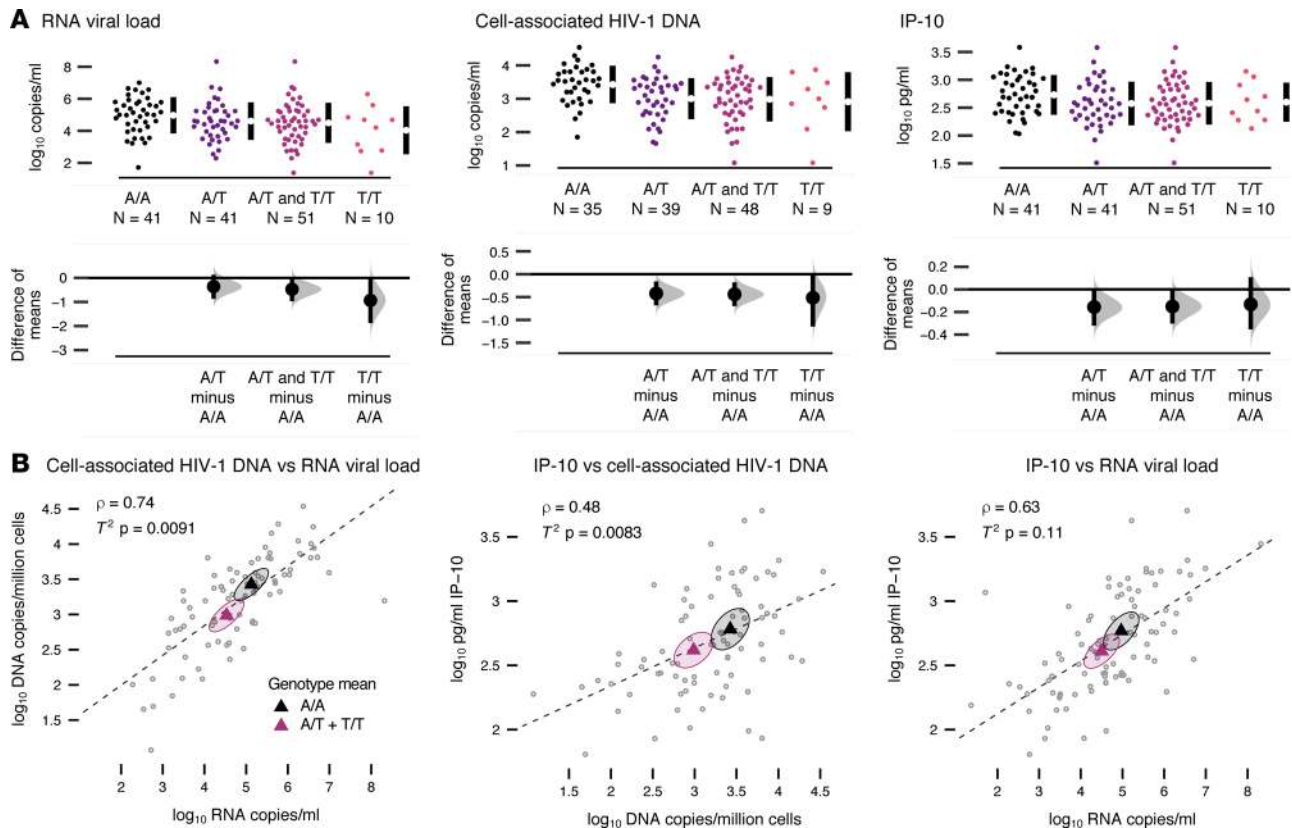 A RNA viral load
log₁₀ copies/ml
8
6
4
2
A/A
N = 41
A/T
N = 41
A/T and T/T
N = 51
T/T
N = 10
Difference of
means
0
−1
−2
−3
A/T
minus
A/A
A/T and T/T
minus
A/A
T/T
minus
A/A
Cell-associated HIV-1 DNA
log₁₀ copies/ml
4
3
2
1
A/A
N = 35
A/T
N = 39
A/T and T/T
N = 48
T/T
N = 9
Difference of
means
0.5
0.0
−0.5
−1.0
−1.5
A/T
minus
A/A
A/T and T/T
minus
A/A
T/T
minus
A/A
IP-10
log₁₀ pg/ml
3.5
3.0
2.5
2.0
1.5
A/A
N = 41
A/T
N = 41
A/T and T/T
N = 51
T/T
N = 10
Difference of
means
0.2
0.0
−0.2
−0.4
A/T
minus
A/A
A/T and T/T
minus
A/A
T/T
minus
A/A
B Cell-associated HIV-1 DNA vs RNA viral load
ρ = 0.74
T² p = 0.0091
log₁₀ DNA copies/million cells
4.5
4
3.5
3
2.5
2
1.5
Genotype mean
A/A
A/T + T/T
2 3 4 5 6 7 8
log₁₀ RNA copies/ml
IP-10 vs cell-associated HIV-1 DNA
ρ = 0.48
T² p = 0.0083
log₁₀ pg/ml IP−10
3.5
3
2.5
2
1.5 2 2.5 3 3.5 4 4.5
log₁₀ DNA copies/million cells
IP-10 vs RNA viral load
ρ = 0.63
T² p = 0.11
log₁₀ pg/ml IP−10
3.5
3
2.5
2
2 3 4 5 6 7 8
log₁₀ RNA copies/ml